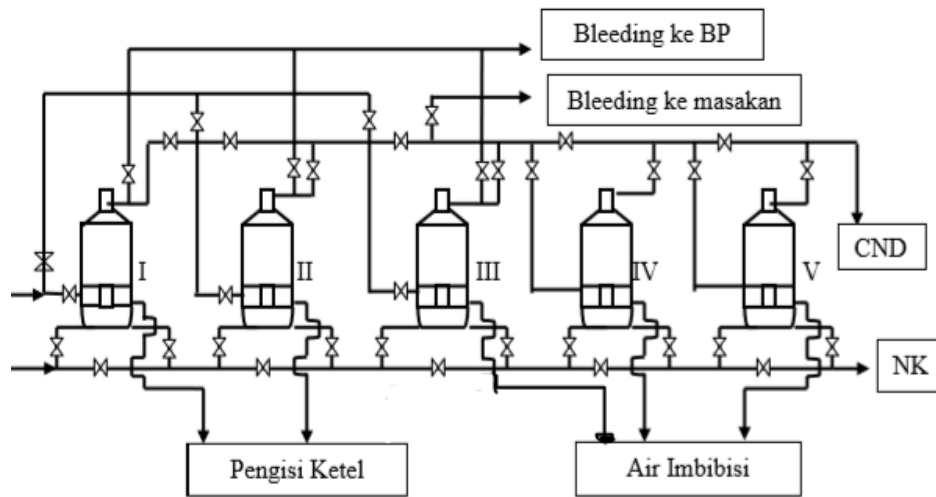 Bleeding ke BP
Bleeding ke masakan
I
II
III
IV
V
CND
NK
Pengisi Ketel
Air Imbibisi